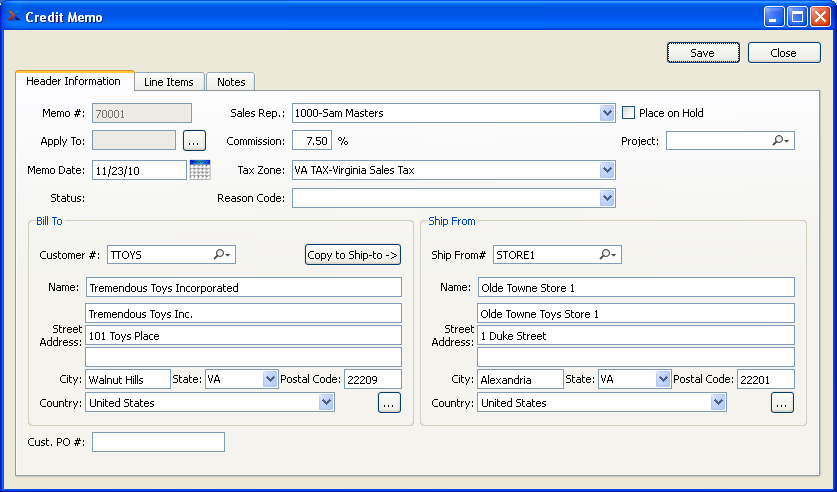 Credit Memo
Save Close
Header Information Line Items Notes
Memo #: 70001 Sales Rep.: 1000-Sam Masters Place on Hold
Apply To: ... Commission: 7.50 % Project:
Memo Date: 11/23/10 Tax Zone: VA TAX-Virginia Sales Tax
Status: Reason Code:
Bill To Ship From
Customer #: TTOYS Copy to Ship-to -> Ship From# STORE1
Name: Tremendous Toys Incorporated Name: Olde Towne Store 1
Tremendous Toys Inc. Olde Towne Toys Store 1
Street Address: 101 Toys Place Street Address: 1 Duke Street
City: Walnut Hills State: VA Postal Code: 22209 City: Alexandria State: VA Postal Code: 22201
Country: United States ... Country: United States ...
Cust. PO #: